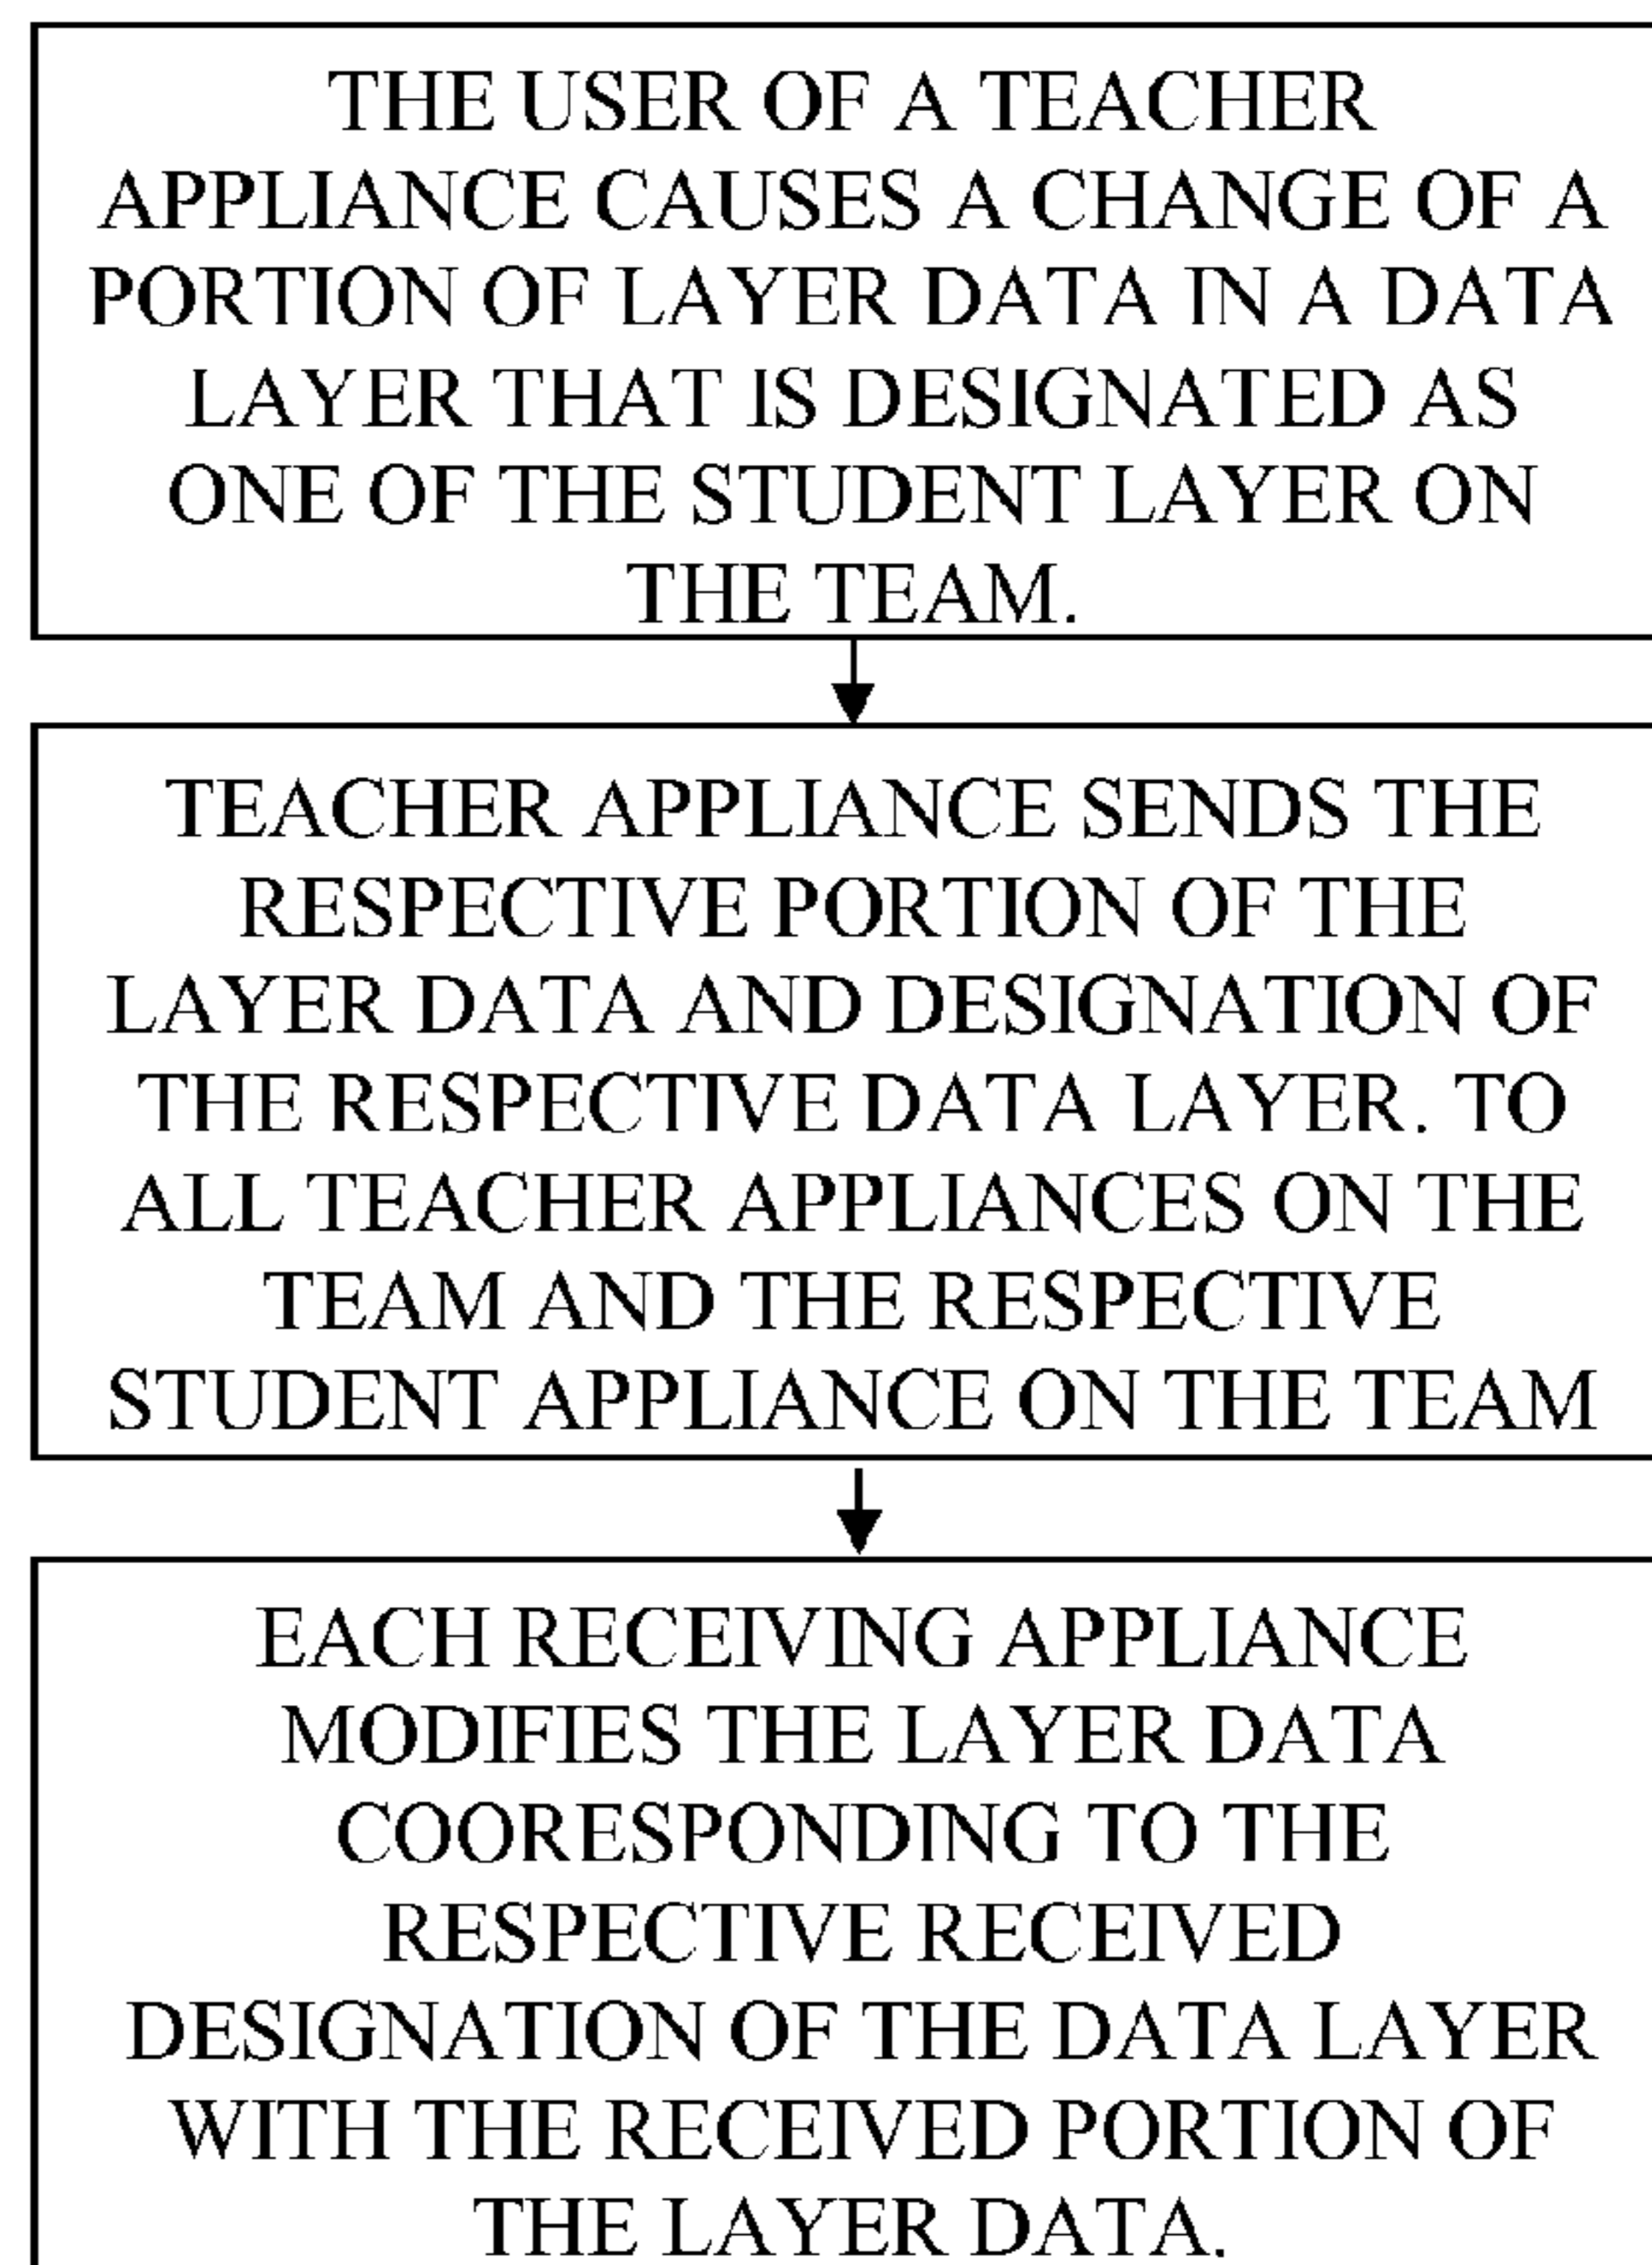 THE USER OF A TEACHER
APPLIANCE CAUSES A CHANGE OF A
PORTION OF LAYER DATA IN A DATA
LAYER THAT IS DESIGNATED AS
ONE OF THE STUDENT LAYER ON
THE TEAM.
TEACHER APPLIANCE SENDS THE
RESPECTIVE PORTION OF THE
LAYER DATA AND DESIGNATION OF
THE RESPECTIVE DATA LAYER. TO
ALL TEACHER APPLIANCES ON THE
TEAM AND THE RESPECTIVE
STUDENT APPLIANCE ON THE TEAM
EACH RECEIVING APPLIANCE
MODIFIES THE LAYER DATA
COORESPONDING TO THE
RESPECTIVE RECEIVED
DESIGNATION OF THE DATA LAYER
WITH THE RECEIVED PORTION OF
THE LAYER DATA.